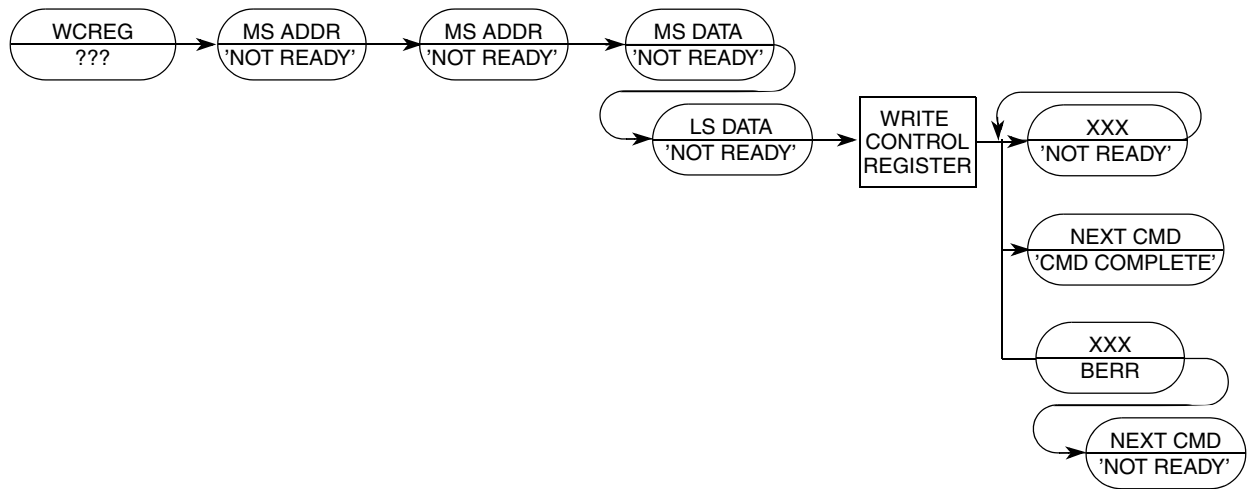 WCREG
???
MS ADDR
'NOT READY'
MS ADDR
'NOT READY'
MS DATA
'NOT READY'
LS DATA
'NOT READY'
WRITE
CONTROL
REGISTER
XXX
'NOT READY'
NEXT CMD
'CMD COMPLETE'
XXX
BERR
NEXT CMD
'NOT READY'